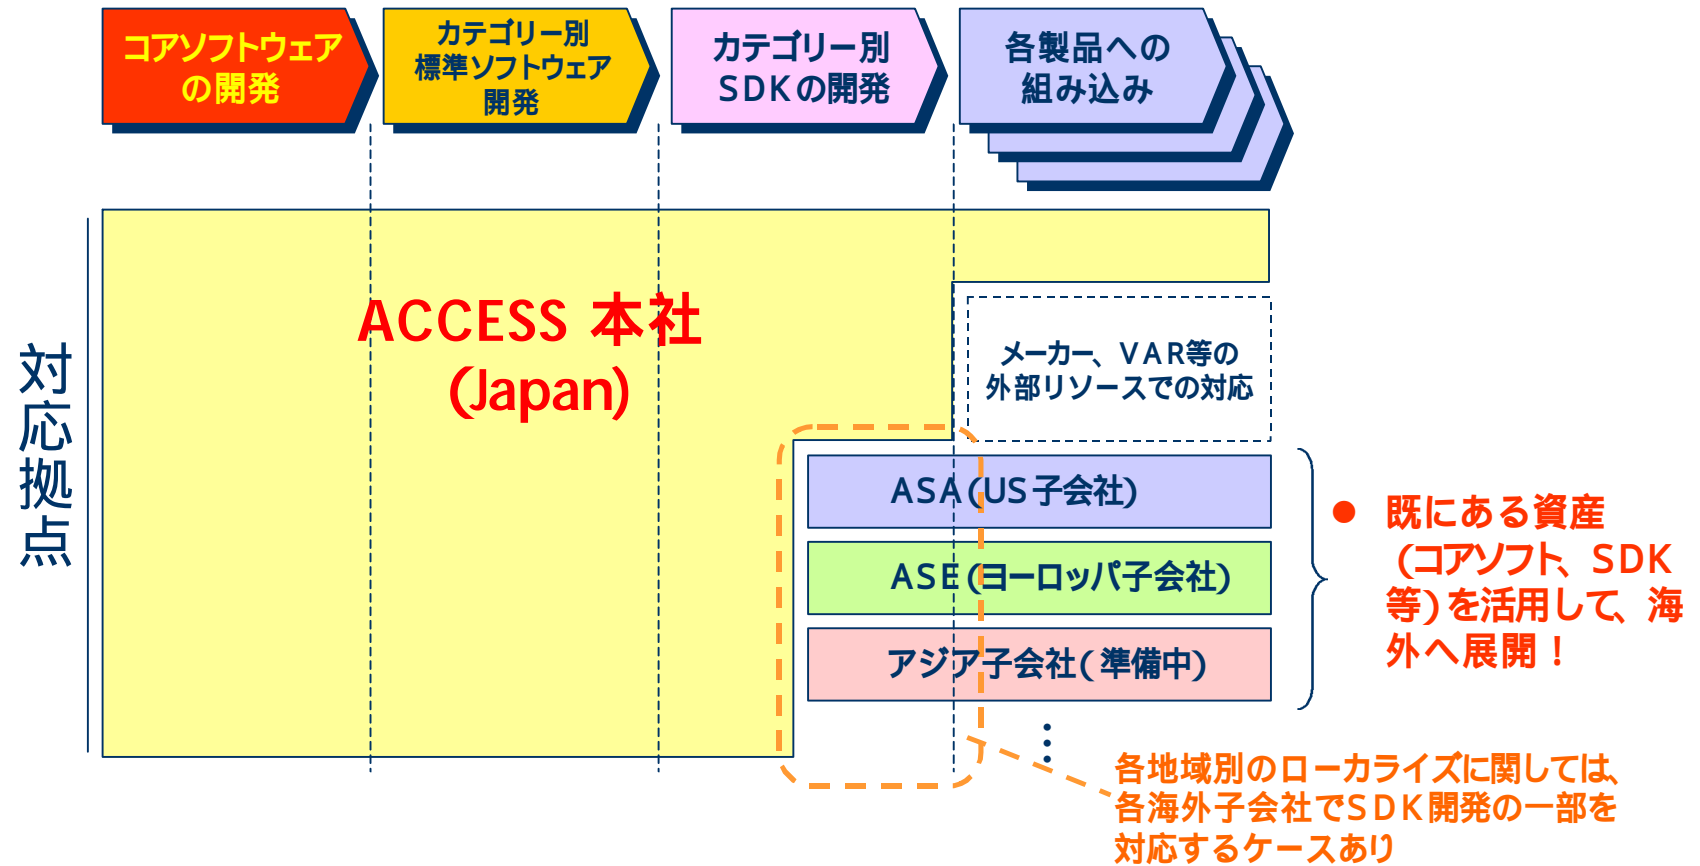 コアソフトウェア
の開発
カテゴリー別
標準ソフトウェア
開発
カテゴリー別
SDKの開発
各製品への
組み込み
対応拠点
ACCESS 本社
(Japan)
メーカー、VAR等の
外部リソースでの対応
ASA(US子会社)
ASE(ヨーロッパ子会社)
アジア子会社(準備中)
● 既にある資産
(コアソフト、SDK
等)を活用して、海
外へ展開！
各地域別のローカライズに関しては、
各海外子会社でSDK開発の一部を
対応するケースあり